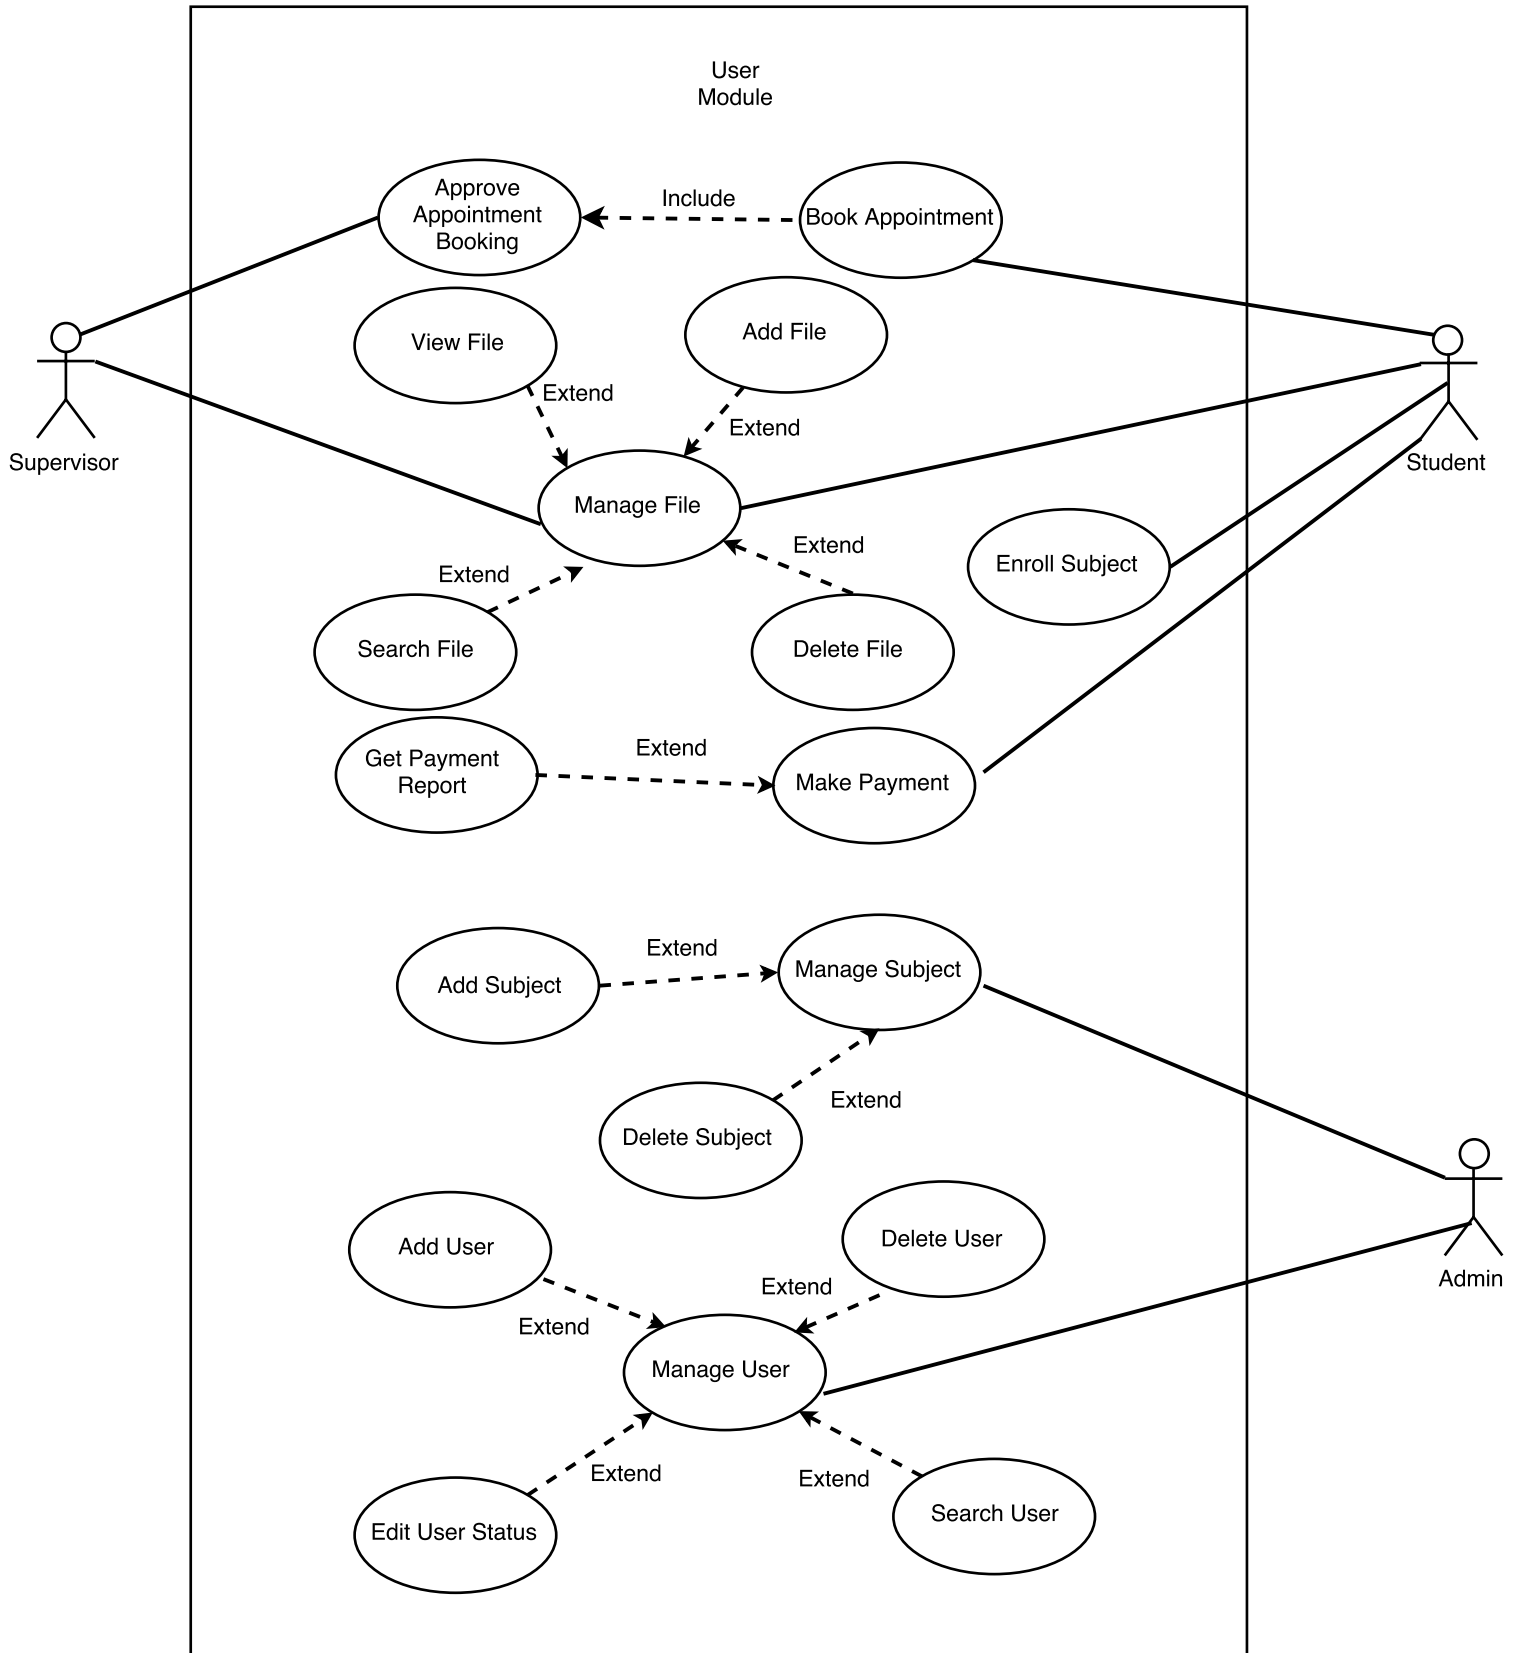 User
Module
Approve
Appointment
Booking
Include
Book Appointment
View File
Add File
Extend
Extend
Supervisor
Student
Manage File
Extend
Enroll Subject
Extend
Search File
Delete File
Get Payment
Report
Extend
Make Payment
Extend
Manage Subject
Add Subject
Extend
Delete Subject
Add User
Delete User
Extend
Admin
Extend
Manage User
Extend
Extend
Edit User Status
Search User